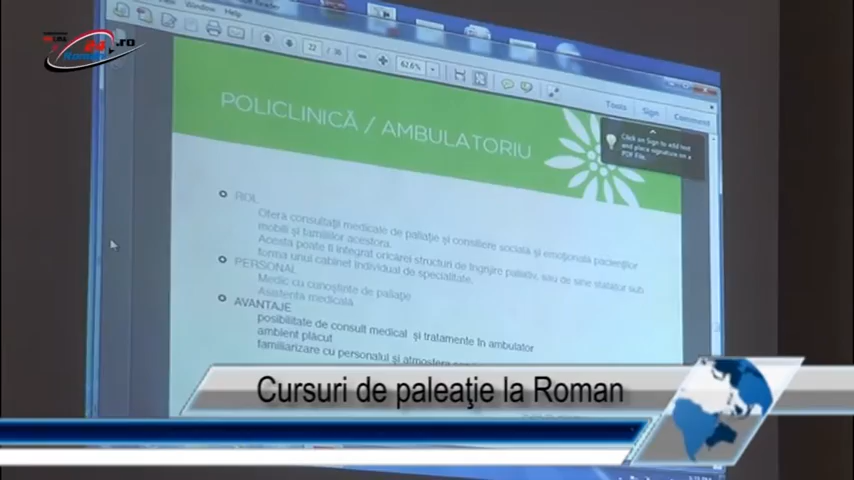 Window Help
22 / 36
62.6%
Tools Sign Comment
Click on Sign to add text
and place signature on a
PDF File.
POLICLINICĂ / AMBULATORIU
ROL
Oferă consultaţii medicale de paliaţie şi consiliere socială şi emoţională pacienţilor
mobili şi familiilor acestora.
Acesta poate fi integrat oricărei structuri de îngrijire paliativ, sau de sine stătător sub
forma unui cabinet individual de specialitate.
PERSONAL
Medic cu cunoştinţe de paliaţie
Asistenta medicală
AVANTAJE
posibilitate de consult medical şi tratamente în ambulator
ambient plăcut
familiarizare cu personalul şi atmosfera
Cursuri de paleaţie la Roman
.ro